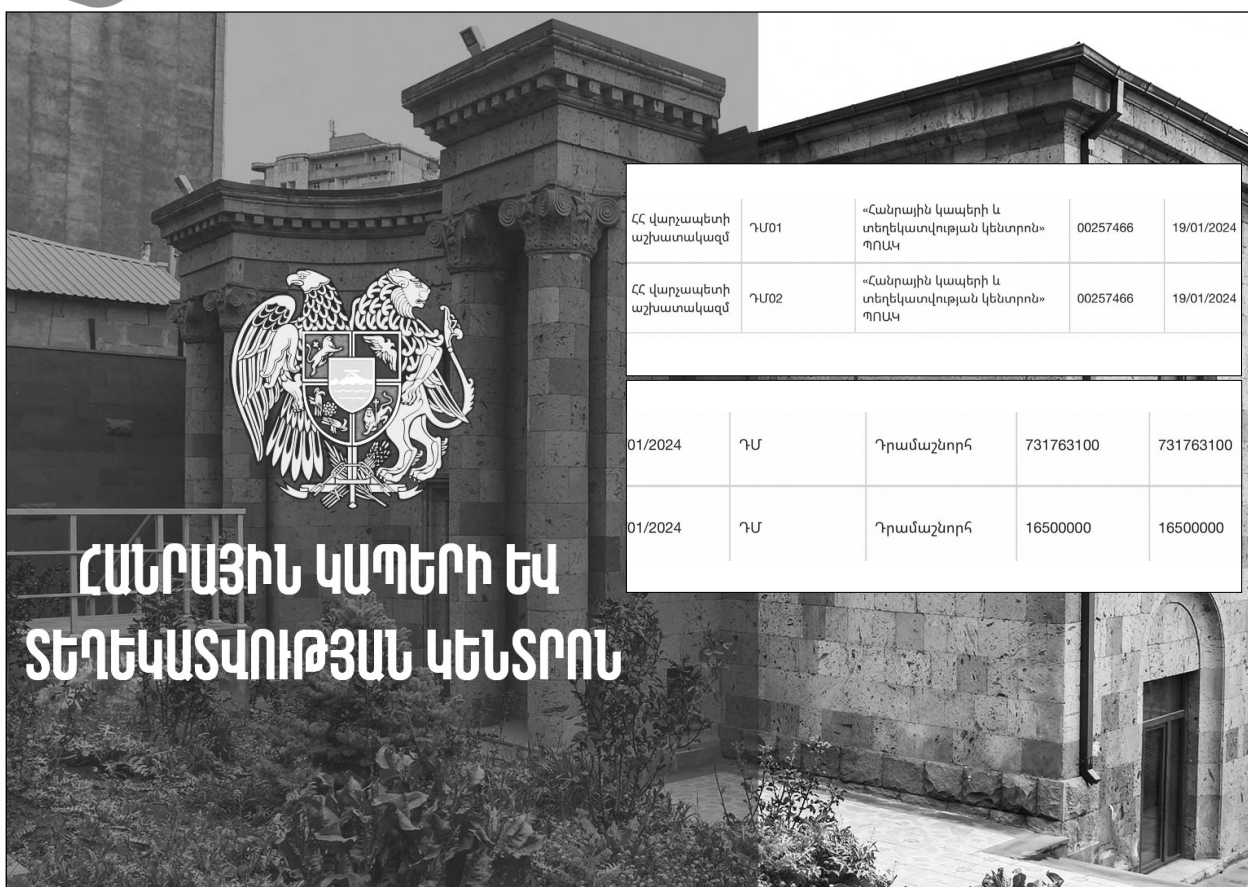 ՀԱՆՐԱՅԻՆ ԿԱՊԵՐԻ ԵՎ
ՏԵՂԵԿԱՏՎՈՒԹՅԱՆ ԿԵՆՏՐՈՆ
ՀՀ վարչապետի
աշխատակազմ
ԴՄ01
«Հանրային կապերի և
տեղեկատվության կենտրոն»
ՊՈԱԿ
00257466
19/01/2024
ՀՀ վարչապետի
աշխատակազմ
ԴՄ02
«Հանրային կապերի և
տեղեկատվության կենտրոն»
ՊՈԱԿ
00257466
19/01/2024
01/2024
ԴՄ
Դրամաշնորհ
731763100
731763100
01/2024
ԴՄ
Դրամաշնորհ
16500000
16500000